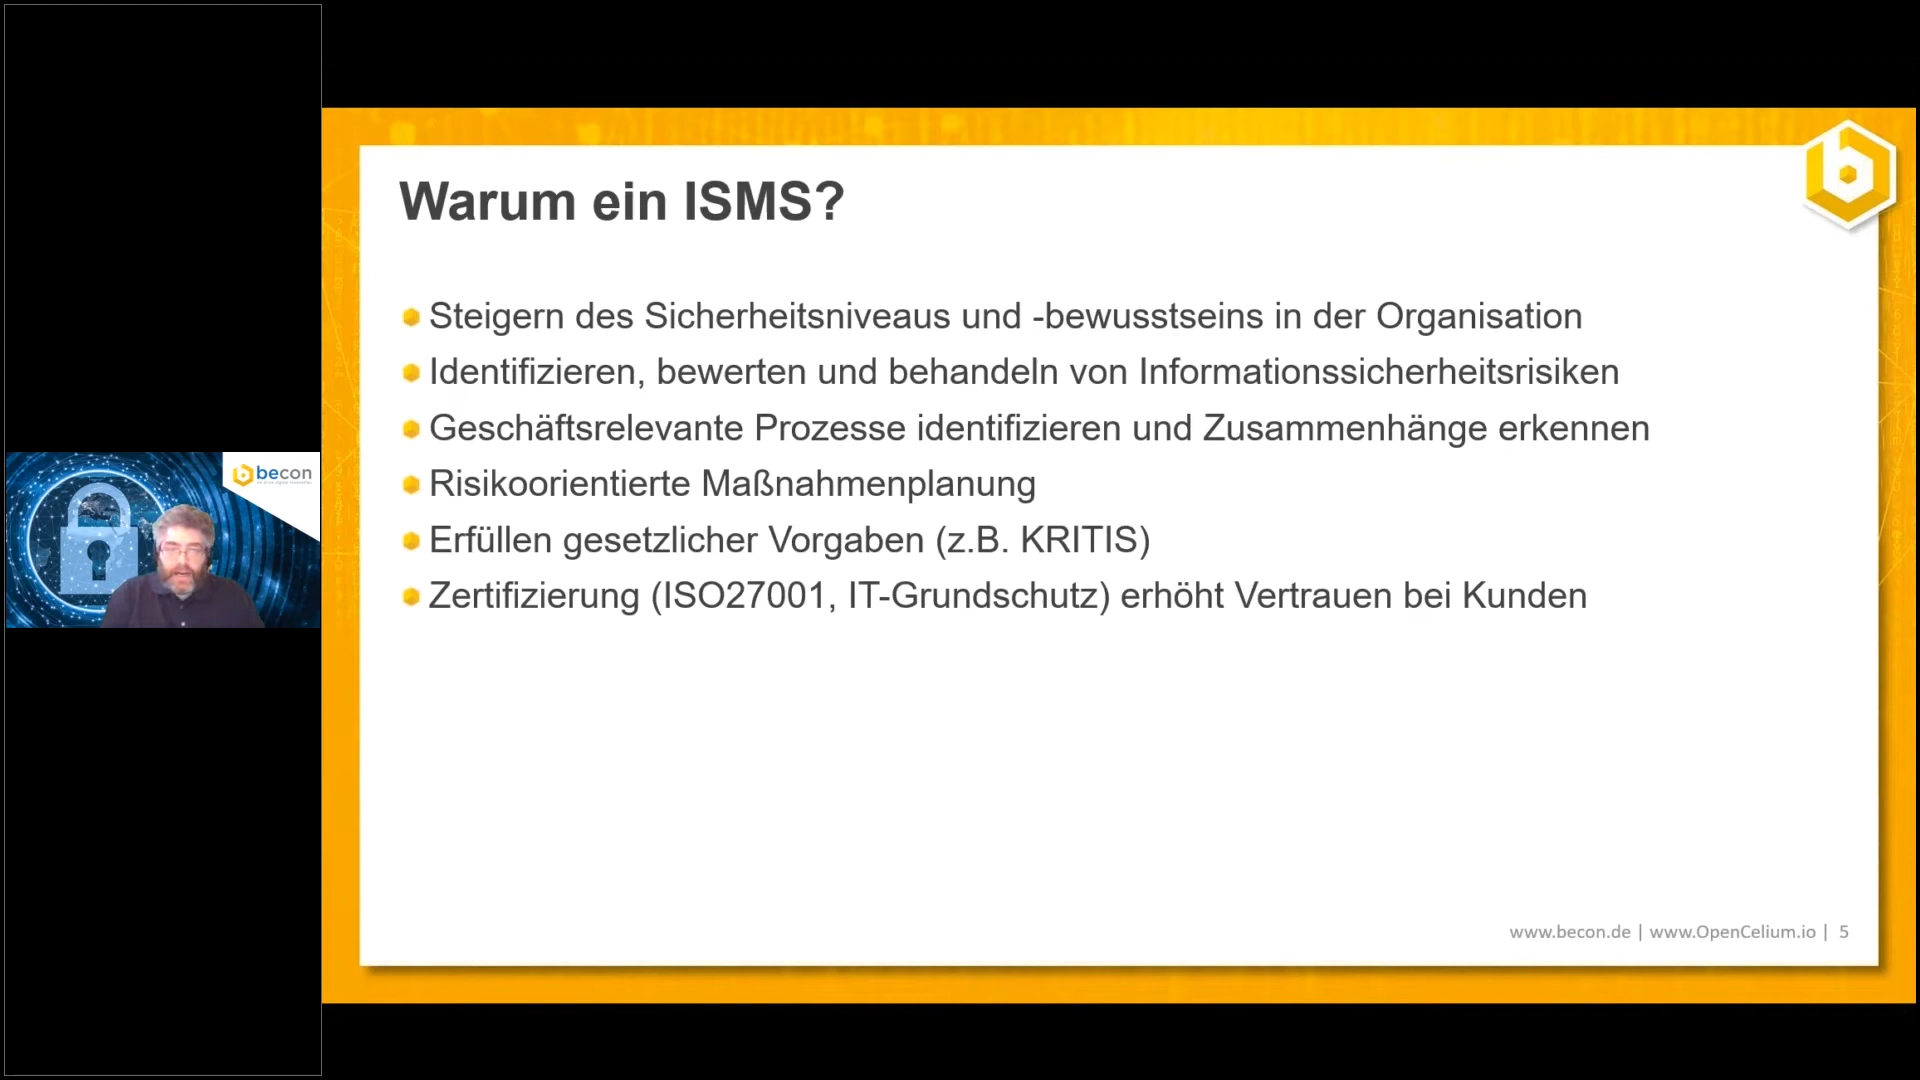 becon
Warum ein ISMS?
Steigern des Sicherheitsniveaus und -bewusstseins in der Organisation
Identifizieren, bewerten und behandeln von Informationssicherheitsrisiken
Geschäftsrelevante Prozesse identifizieren und Zusammenhänge erkennen
Risikoorientierte Maßnahmenplanung
Erfüllen gesetzlicher Vorgaben (z.B. KRITIS)
Zertifizierung (ISO27001, IT-Grundschutz) erhöht Vertrauen bei Kunden
www.becon.de | www.OpenCelium.io | 5